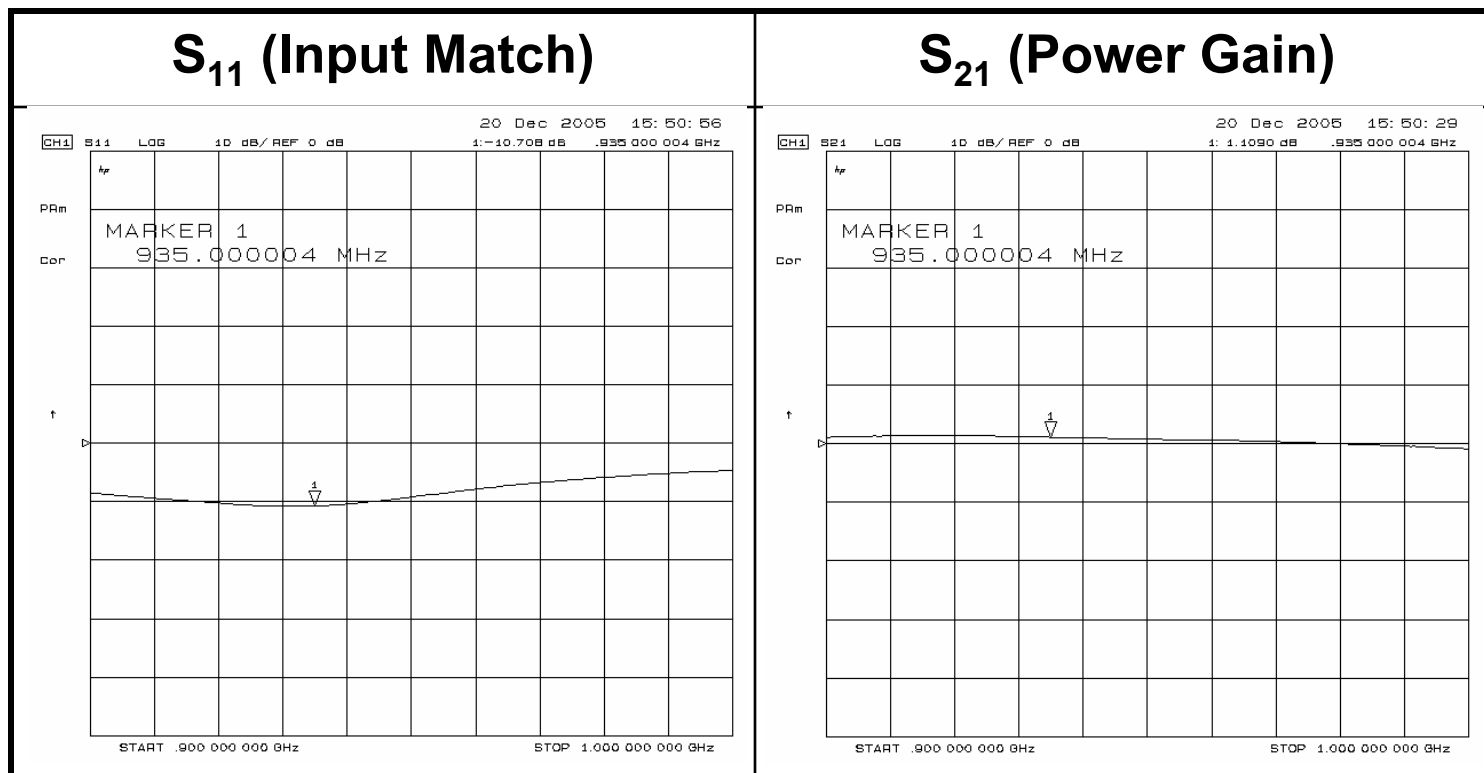 S11 (Input Match)
20 Dec 2005 15:50:56
CH1 S11 LOG 10 dB/ REF 0 dB 1:-10.708 dB .935 000 004 GHz
hp
PRm
MARKER 1
935.000004 MHz
Cor
↑
1
START .900 000 000 GHz STOP 1.000 000 000 GHz
S21 (Power Gain)
20 Dec 2005 15:50:29
CH1 S21 LOG 10 dB/ REF 0 dB 1: 1.1090 dB .935 000 004 GHz
hp
PRm
MARKER 1
935.000004 MHz
Cor
↑
1
START .900 000 000 GHz STOP 1.000 000 000 GHz